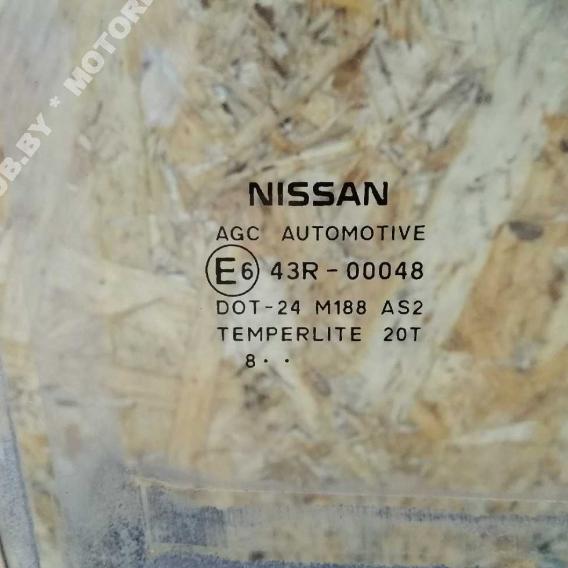 NISSAN
AGC AUTOMOTIVE
E6 43R-00048
DOT-24 M188 AS2
TEMPERLITE 20T
8 · ·